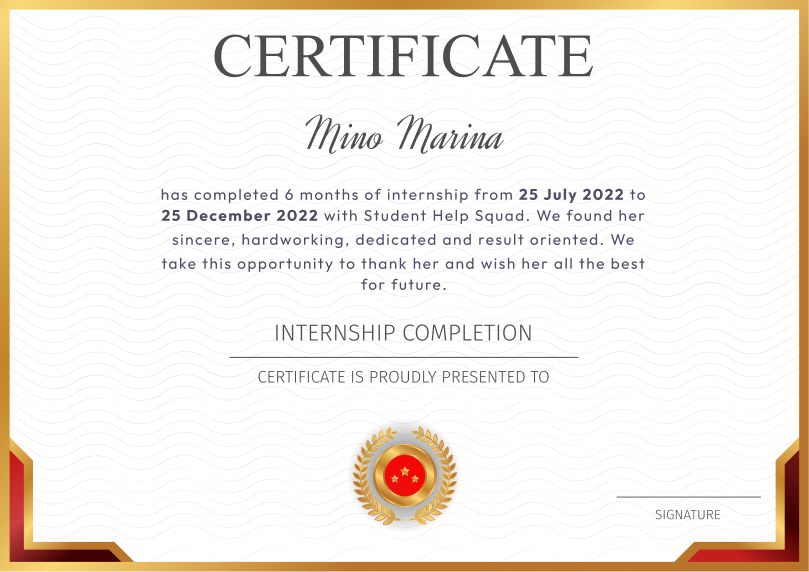 CERTIFICATE
Mino Marina
has completed 6 months of internship from 25 July 2022 to
25 December 2022 with Student Help Squad. We found her
sincere, hardworking, dedicated and result oriented. We
take this opportunity to thank her and wish her all the best
for future.
INTERNSHIP COMPLETION
CERTIFICATE IS PROUDLY PRESENTED TO
SIGNATURE